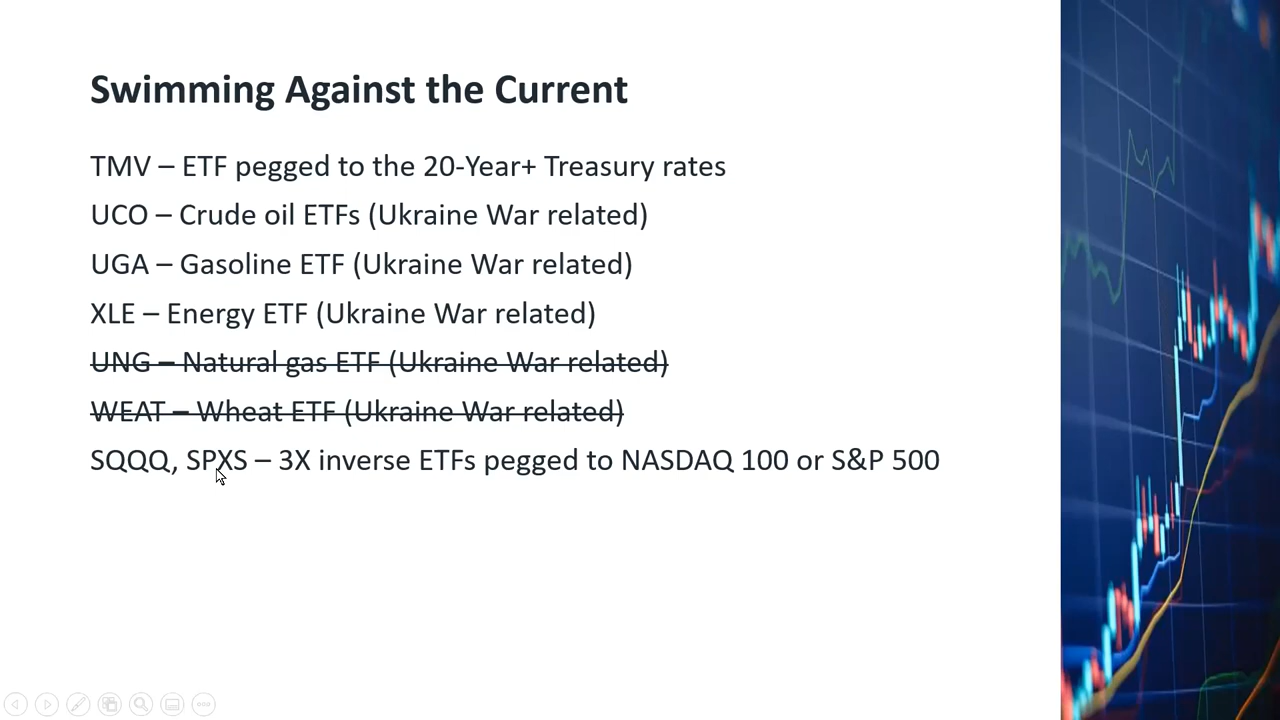 Swimming Against the Current
TMV – ETF pegged to the 20-Year+ Treasury rates
UCO – Crude oil ETFs (Ukraine War related)
UGA – Gasoline ETF (Ukraine War related)
XLE – Energy ETF (Ukraine War related)
UNG – Natural gas ETF (Ukraine War related)
WEAT – Wheat ETF (Ukraine War related)
SQQQ, SPXS – 3X inverse ETFs pegged to NASDAQ 100 or S&P 500